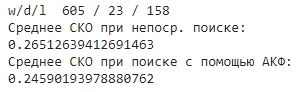 w/d/l  605 / 23 / 158
Среднее СКО при непоср. поиске:
0.26512639412691463
Среднее СКО при поиске с помощью АКФ:
0.24590193978880762